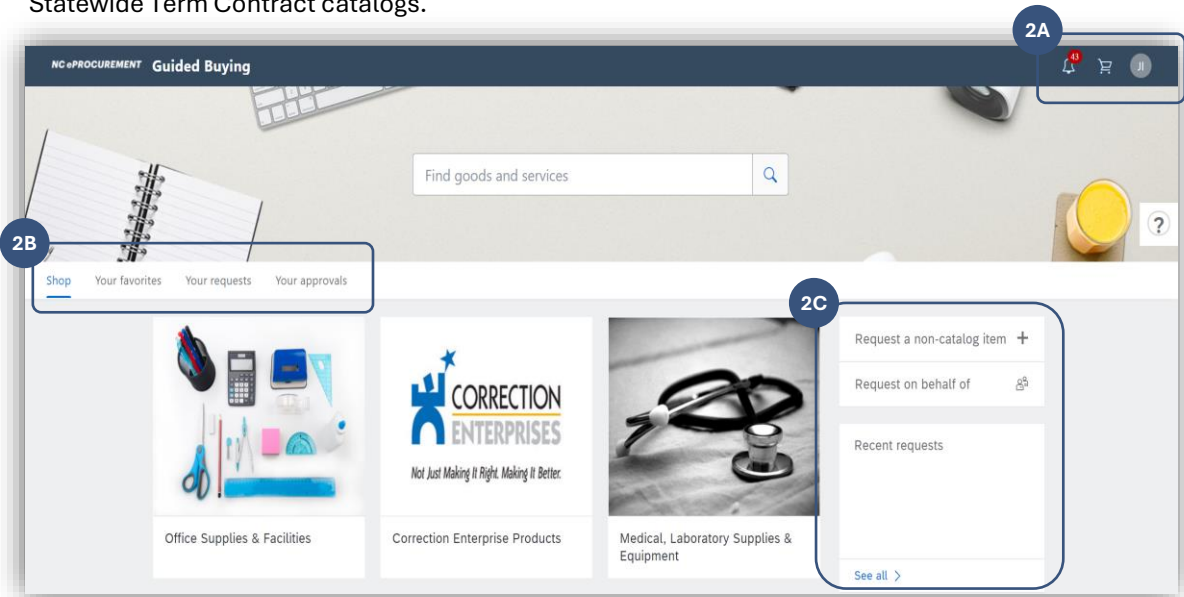 Statewide Term Contract catalogs.
2A
NC ePROCUREMENT Guided Buying
43
JI
Find goods and services
?
2B
Shop Your favorites Your requests Your approvals
2C
Request a non-catalog item +
Request on behalf of
CORRECTION
ENTERPRISES
Not Just Making It Right. Making It Better.
Recent requests
Office Supplies & Facilities
Correction Enterprise Products
Medical, Laboratory Supplies &
Equipment
See all >